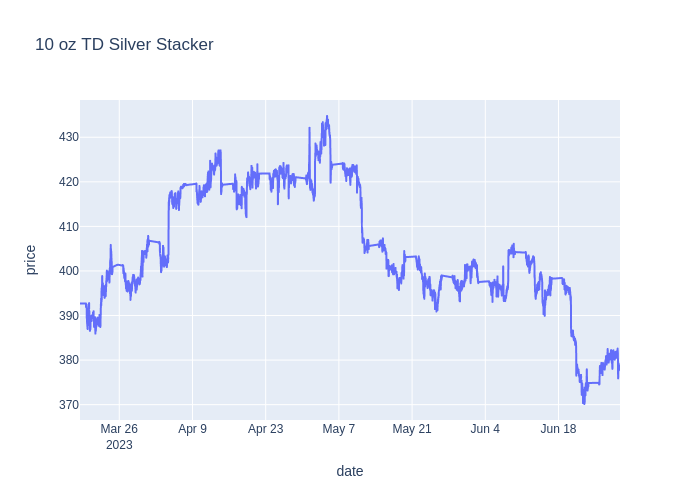 10 oz TD Silver Stacker
price
430
420
410
400
390
380
370
Mar 26
2023
Apr 9
Apr 23
May 7
May 21
Jun 4
Jun 18
date